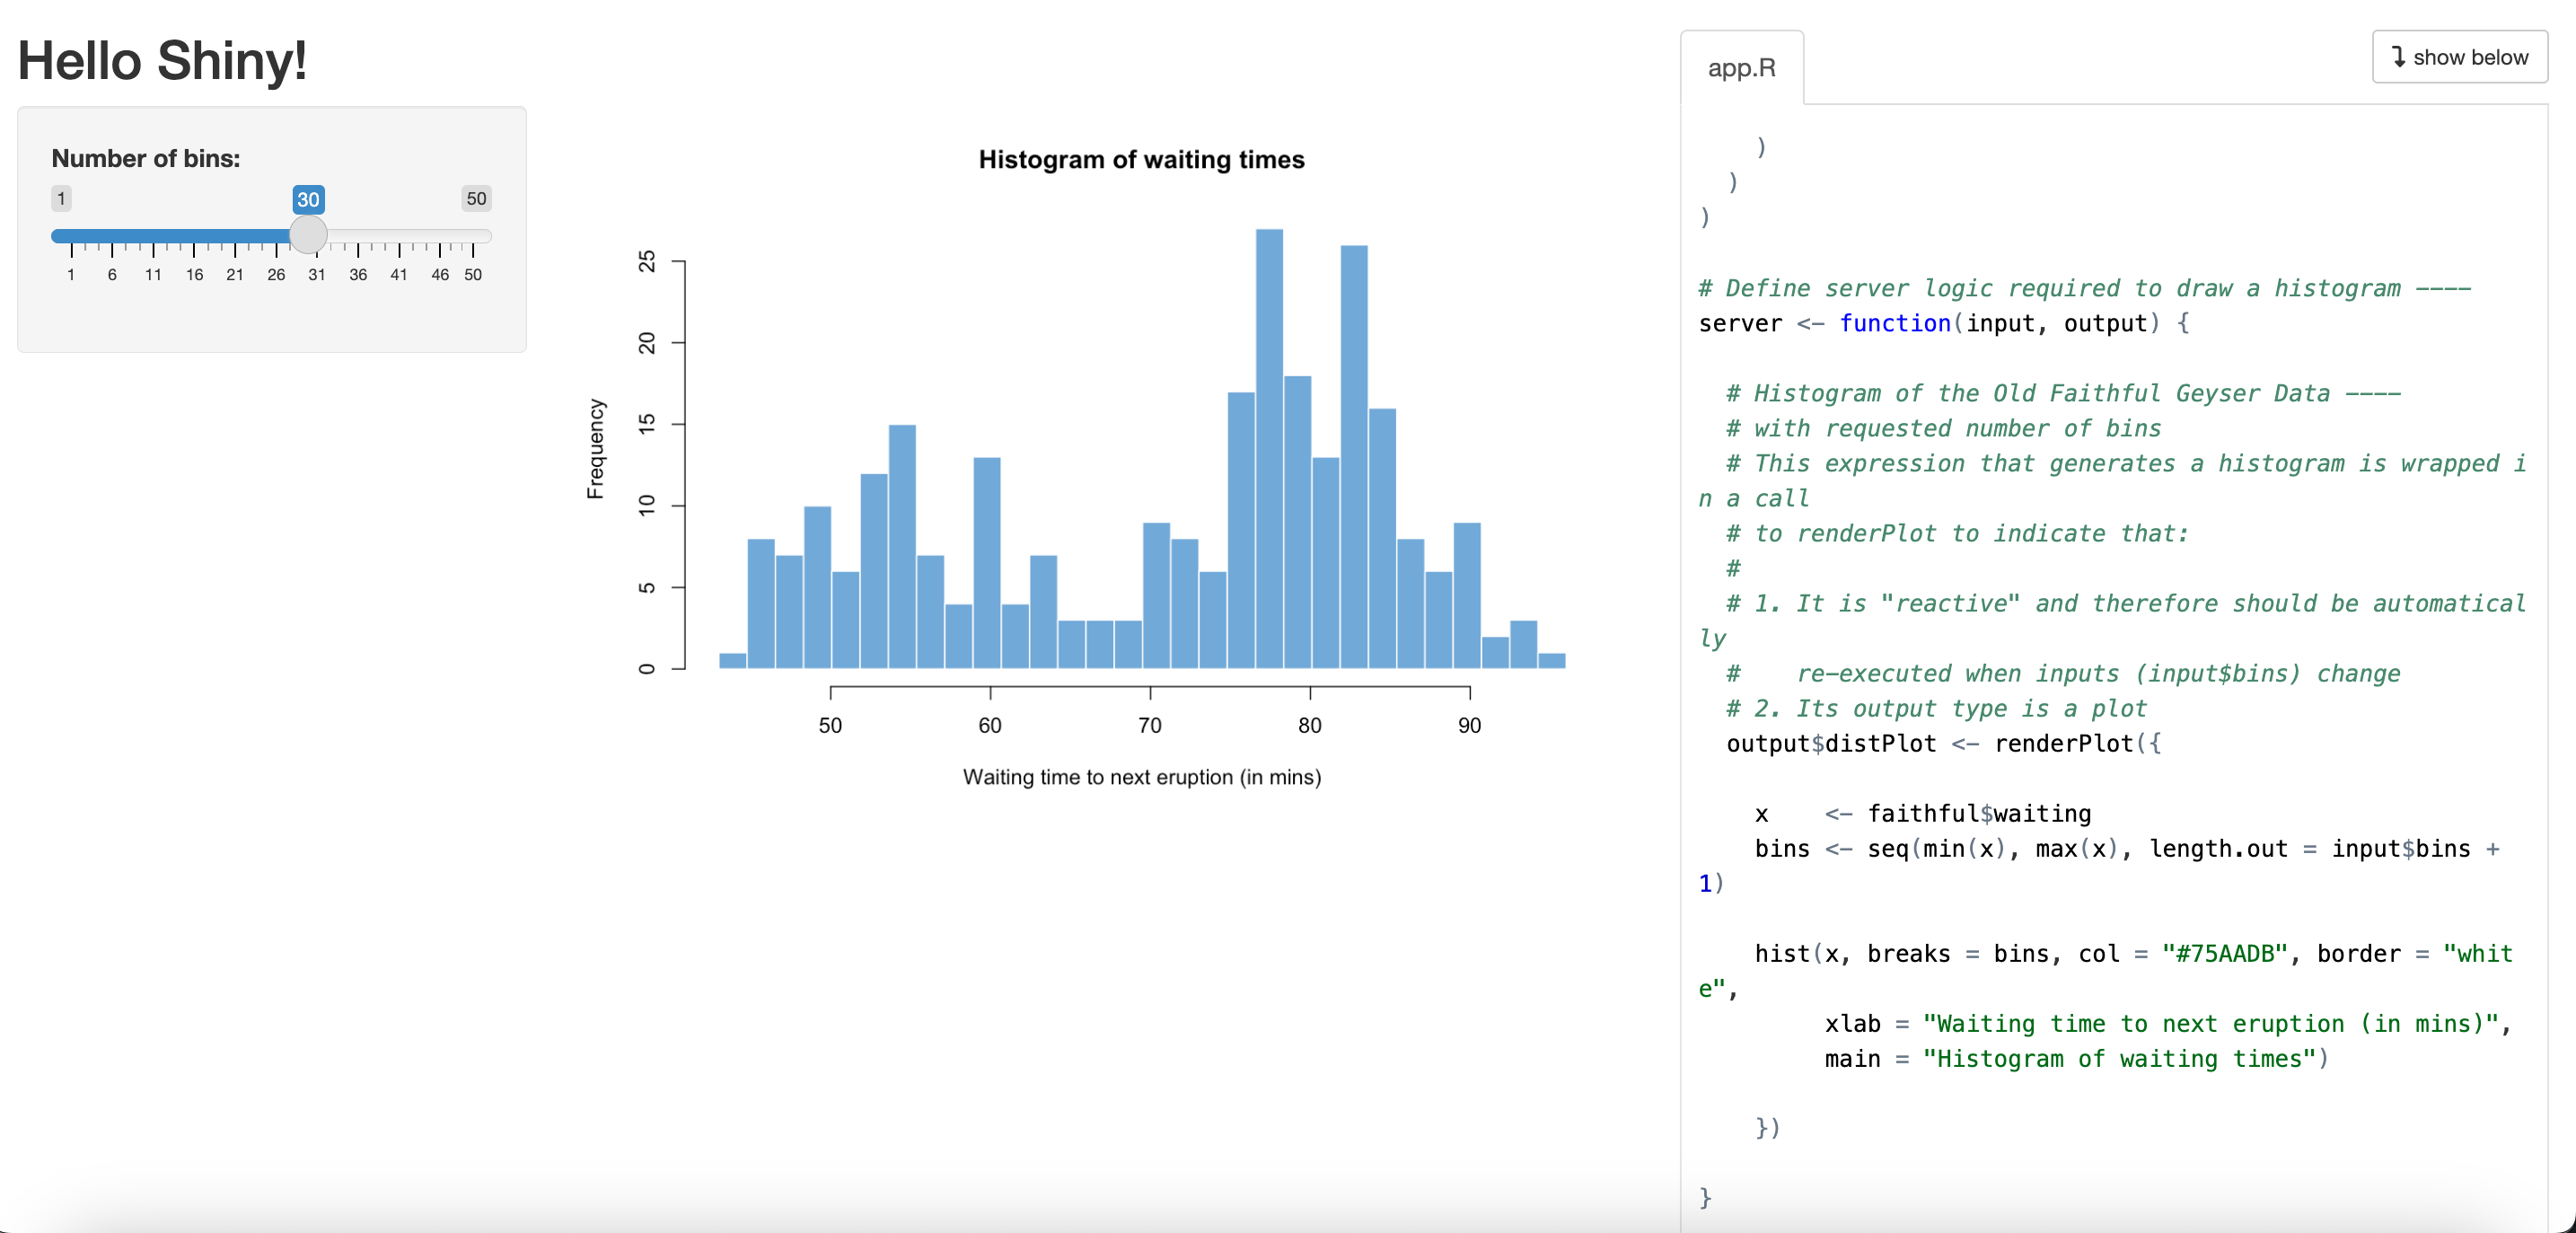 Hello Shiny!
Number of bins:
1 30 50
1 6 11 16 21 26 31 36 41 46 50
Histogram of waiting times
Frequency
25
20
15
10
5
0
50 60 70 80 90
Waiting time to next eruption (in mins)
app.R
show below
)
)
)
# Define server logic required to draw a histogram ----
server <- function(input, output) {
# Histogram of the Old Faithful Geyser Data ----
# with requested number of bins
# This expression that generates a histogram is wrapped i
n a call
# to renderPlot to indicate that:
#
# 1. It is "reactive" and therefore should be automatical
ly
#    re-executed when inputs (input$bins) change
# 2. Its output type is a plot
output$distPlot <- renderPlot({
x    <- faithful$waiting
bins <- seq(min(x), max(x), length.out = input$bins +
1)
hist(x, breaks = bins, col = "#75AADB", border = "whit
e",
xlab = "Waiting time to next eruption (in mins)",
main = "Histogram of waiting times")
})
}